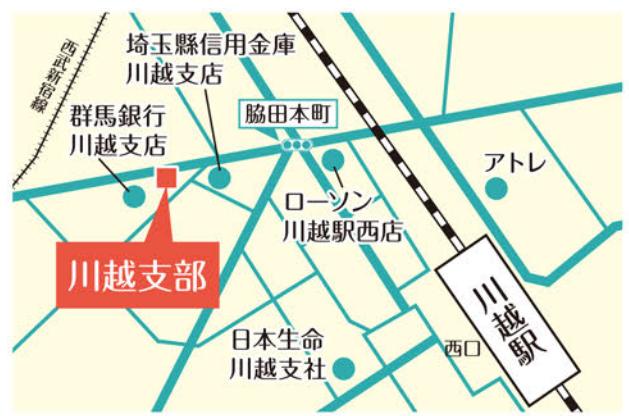 西武新宿線
埼玉縣信用金庫
川越支店
群馬銀行
川越支店
脇田本町
アトレ
ローソン
川越駅西店
川越支部
川越駅
西口
日本生命
川越支社